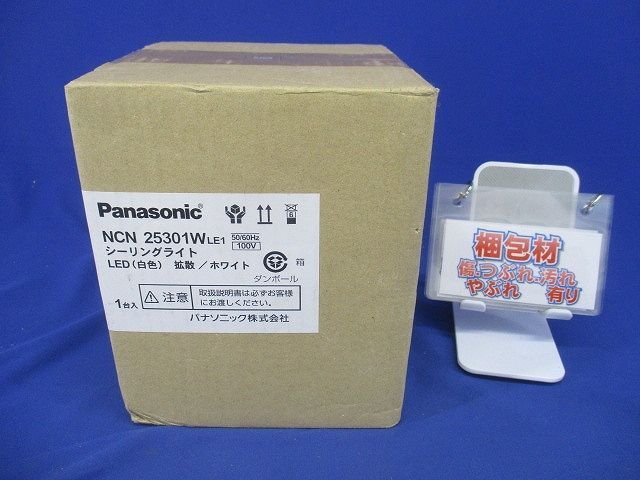 Panasonic®
NCN 25301W LE1 50/60Hz 100V
シーリングライト
LED(白色) 拡散/ホワイト
6
箱
ダンボール
1台入
注意
取扱説明書は必ずお客様
にお渡しください。
パナソニック株式会社
梱包材
傷・つぶれ・汚れ
やぶれ 有り